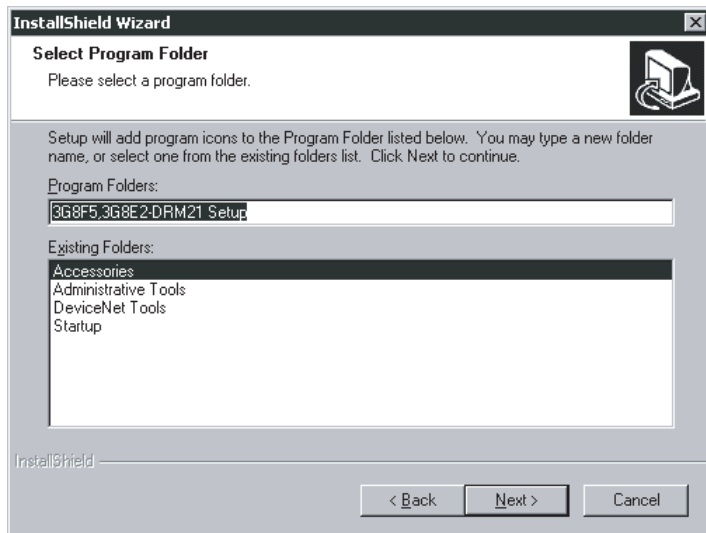 InstallShield Wizard
Select Program Folder
Please select a program folder.
Setup will add program icons to the Program Folder listed below. You may type a new folder
name, or select one from the existing folders list. Click Next to continue.
Program Folders:
3G8F5,3G8E2-DRM21 Setup
Existing Folders:
Accessories
Administrative Tools
DeviceNet Tools
Startup
InstallShield
< Back
Next >
Cancel